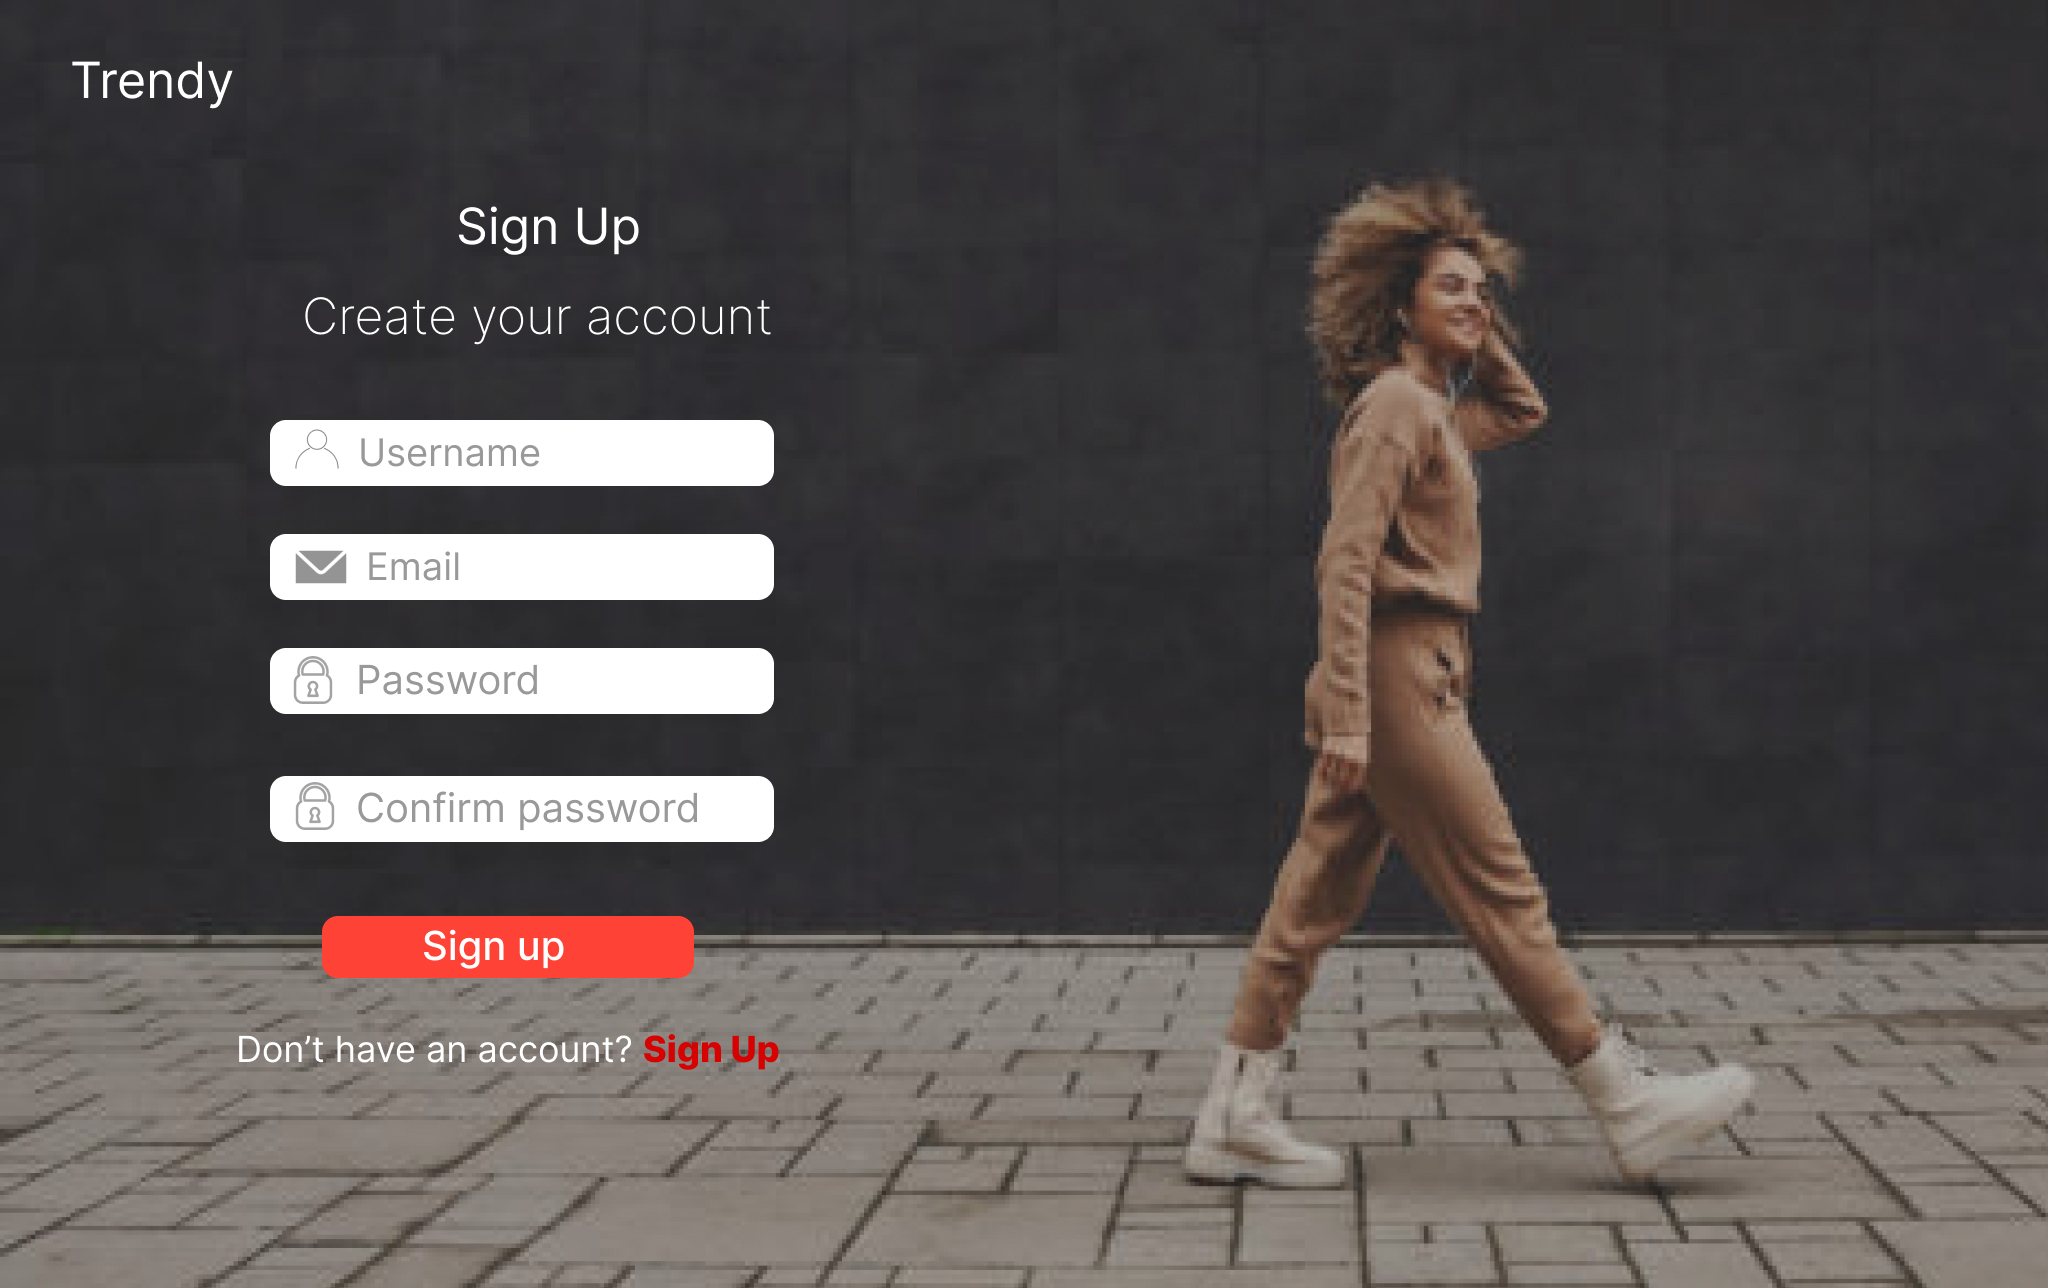 Trendy
Sign Up
Create your account
Username
Email
Password
Confirm password
Sign up
Don’t have an account? Sign Up